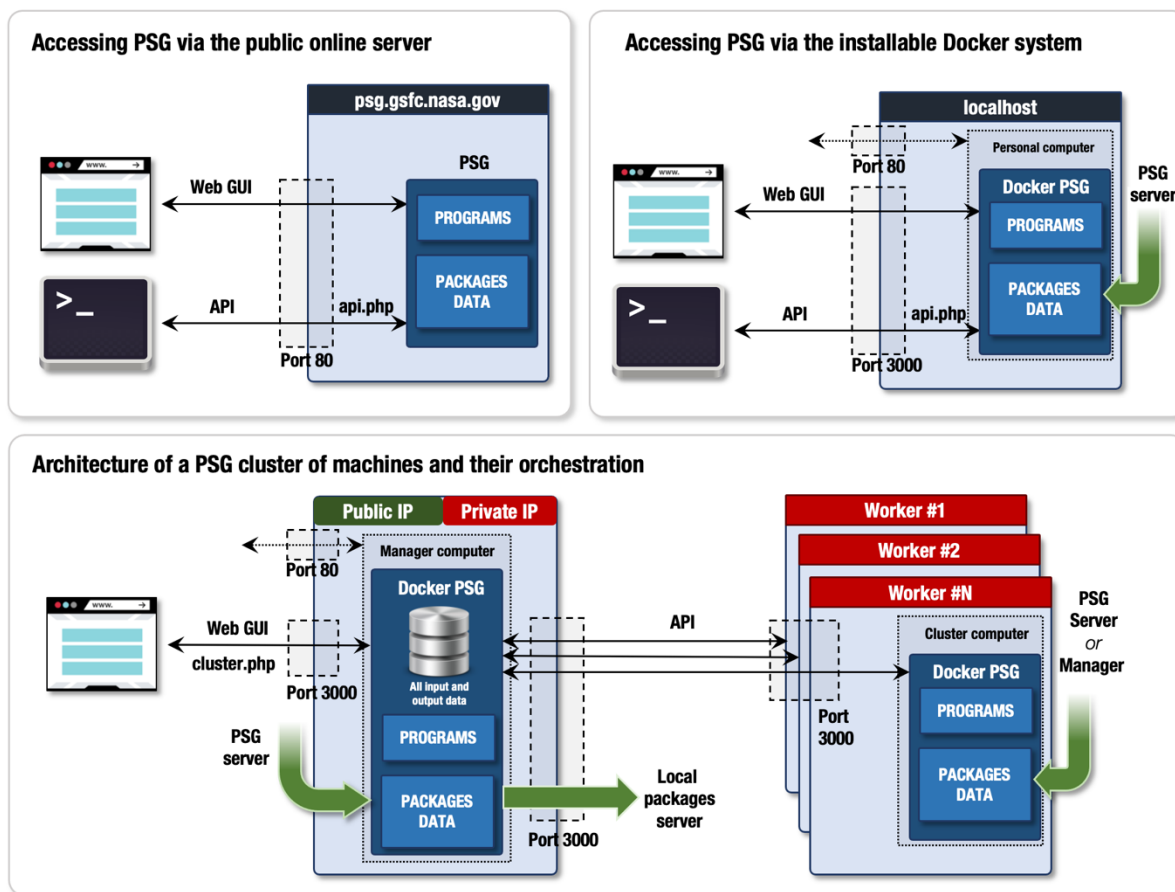 Accessing PSG via the public online server
psg.gsfc.nasa.gov
PSG
www.
Web GUI
PROGRAMS
PACKAGES
DATA
>_
API
api.php
Port 80
Accessing PSG via the installable Docker system
localhost
Personal computer
Port 80
www.
Web GUI
Docker PSG
PROGRAMS
PSG
server
PACKAGES
DATA
>_
API
api.php
Port 3000
Architecture of a PSG cluster of machines and their orchestration
Public IP
Private IP
Manager computer
Port 80
Docker PSG
www.
Web GUI
cluster.php
Port 3000
All input and
output data
PROGRAMS
PSG
server
PACKAGES
DATA
API
Port 3000
Local
packages
server
Worker #1
Worker #2
Worker #N
Cluster computer
Docker PSG
Port
3000
PROGRAMS
PACKAGES
DATA
PSG
Server
or
Manager